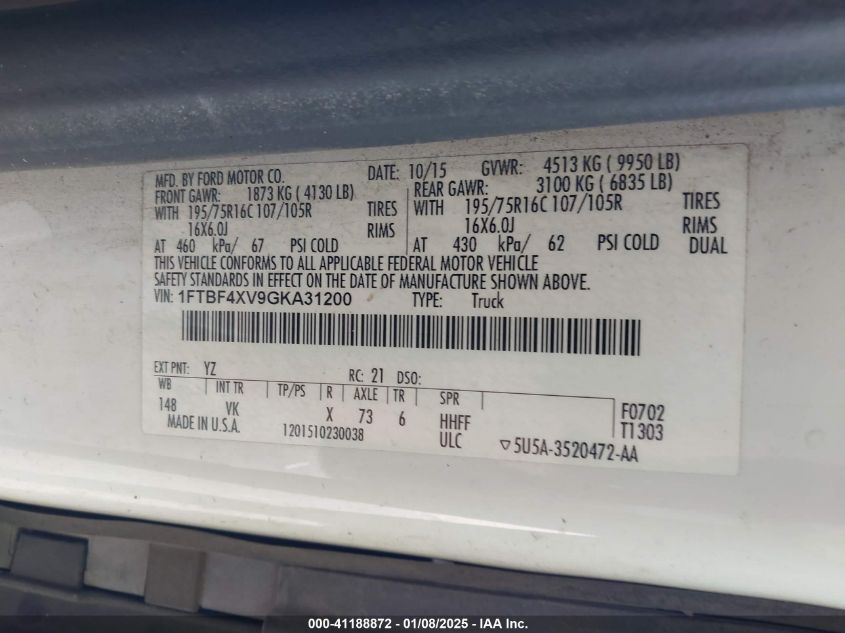 MFD. BY FORD MOTOR CO. DATE: 10/15 GVWR: 4513 KG ( 9950 LB)
FRONT GAWR: 1873 KG ( 4130 LB) REAR GAWR: 3100 KG ( 6835 LB)
WITH 195/75R16C 107/105R TIRES WITH 195/75R16C 107/105R TIRES
16X6.0J RIMS 16X6.0J RIMS
AT 460 kPa/ 67 PSI COLD AT 430 kPa/ 62 PSI COLD DUAL
THIS VEHICLE CONFORMS TO ALL APPLICABLE FEDERAL MOTOR VEHICLE
SAFETY STANDARDS IN EFFECT ON THE DATE OF MANUFACTURE SHOWN ABOVE.
VIN: 1FTBF4XV9GKA31200 TYPE: Truck
EXT PNT: YZ RC: 21 DSO:
WB INT TR TP/PS R AXLE TR SPR
148 VK X 73 6 HHFF F0702
MADE IN U.S.A. 1201510230038 ULC T1303
▽5U5A-3520472-AA
000-41188872 - 01/08/2025 - IAA Inc.